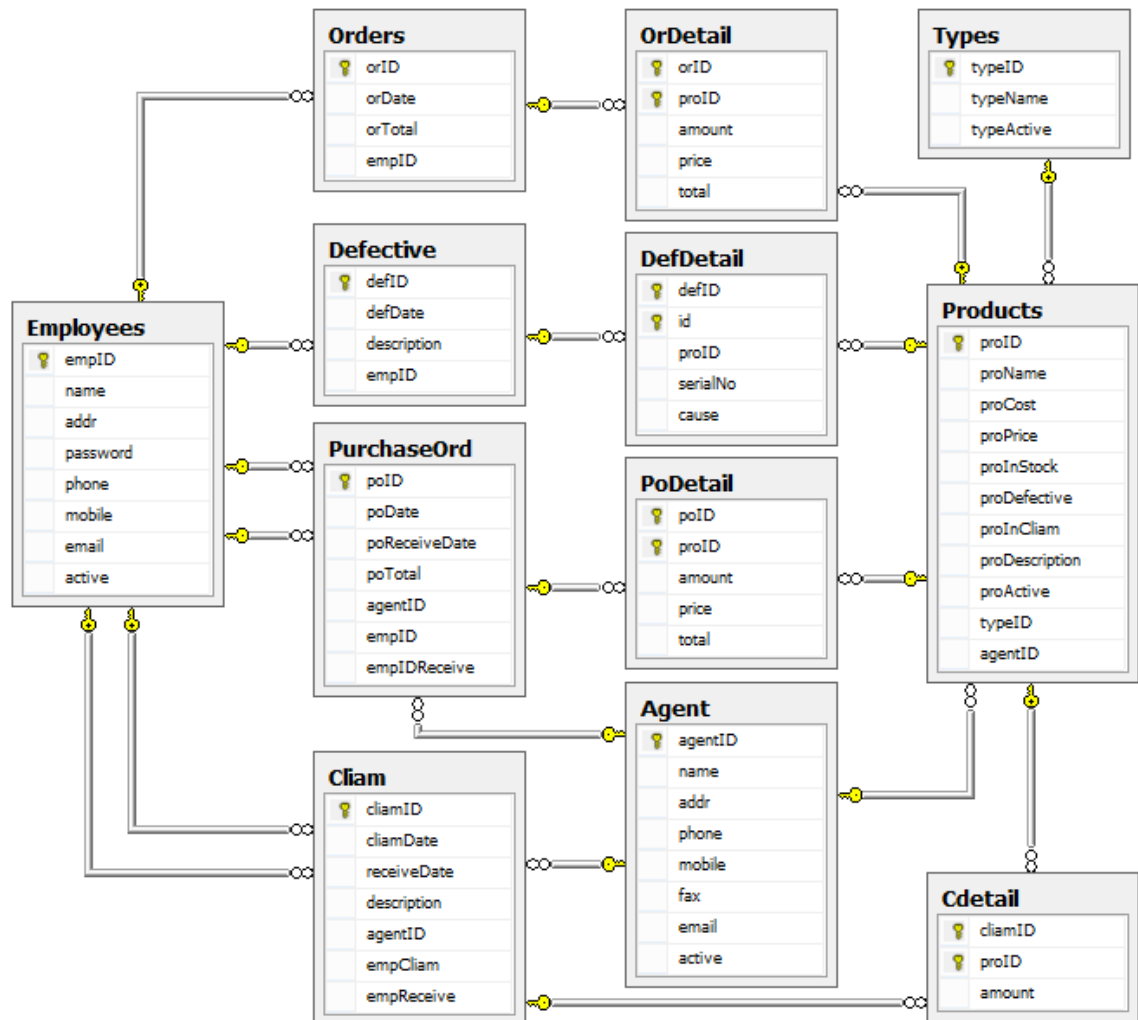 Orders
orID
orDate
orTotal
empID
OrDetail
orID
proID
amount
price
total
Types
typeID
typeName
typeActive
Defective
defID
defDate
description
empID
DefDetail
defID
id
proID
serialNo
cause
Products
proID
proName
proCost
proPrice
proInStock
proDefective
proInCliam
proDescription
proActive
typeID
agentID
Employees
empID
name
addr
password
phone
mobile
email
active
PurchaseOrd
poID
poDate
poReceiveDate
poTotal
agentID
empID
empIDReceive
PoDetail
poID
proID
amount
price
total
Agent
agentID
name
addr
phone
mobile
fax
email
active
Cliam
cliamID
cliamDate
receiveDate
description
agentID
empCliam
empReceive
Cdetail
cliamID
proID
amount